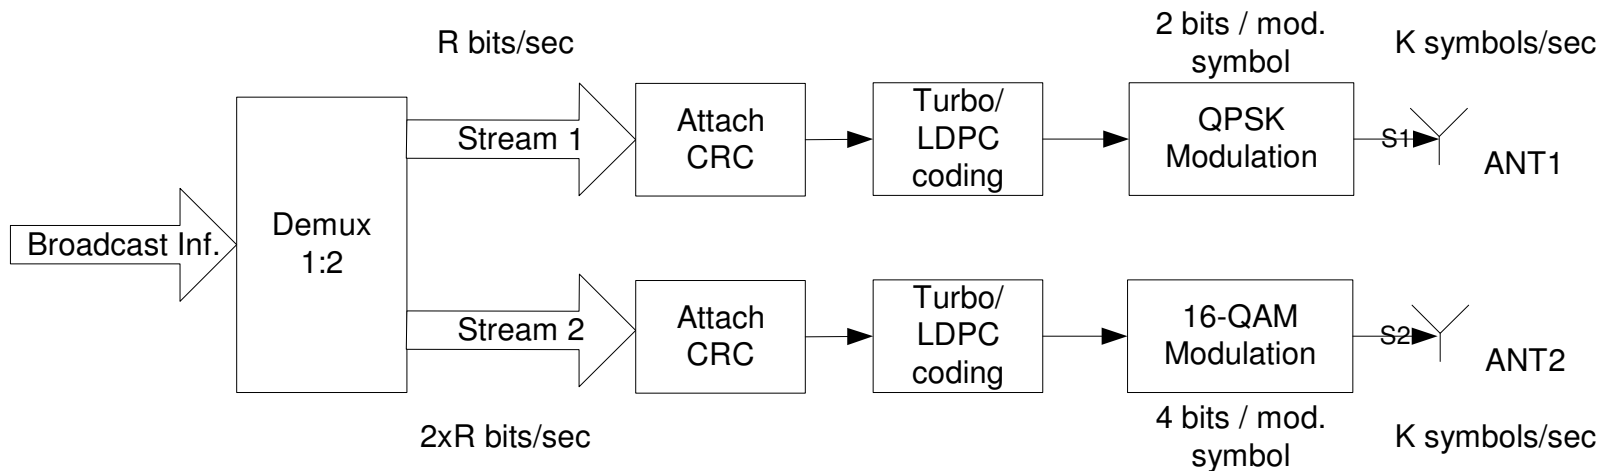 R bits/sec
2 bits / mod.
symbol
K symbols/sec
Broadcast Inf.
Demux
1:2
Stream 1
Attach
CRC
Turbo/
LDPC
coding
QPSK
Modulation
S1
ANT1
Stream 2
Attach
CRC
Turbo/
LDPC
coding
16-QAM
Modulation
S2
ANT2
2xR bits/sec
4 bits / mod.
symbol
K symbols/sec